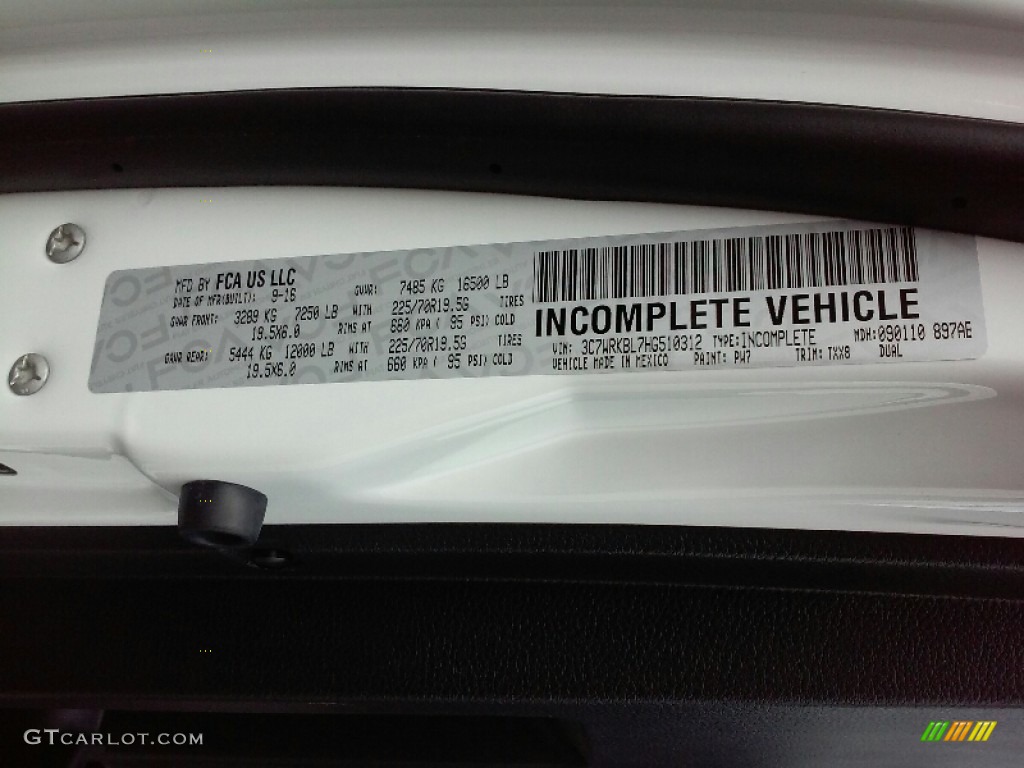 MFD BY FCA US LLC
DATE OF MFR(BUILT): 9-16 GVWR: 7485 KG 16500 LB
GAWR FRONT: 3289 KG 7250 LB WITH 225/70R19.5G TIRES
19.5X6.0 RIMS AT 660 KPA ( 95 PSI) COLD
GAWR REAR: 5444 KG 12000 LB WITH 225/70R19.5G TIRES
19.5X6.0 RIMS AT 660 KPA ( 95 PSI) COLD
INCOMPLETE VEHICLE
VIN: 3C7WRKBL7HG510312 TYPE:INCOMPLETE MDH:090110 897AE
VEHICLE MADE IN MEXICO PAINT: PW7 TRIM: TXX8 DUAL
GTCARLOT.COM